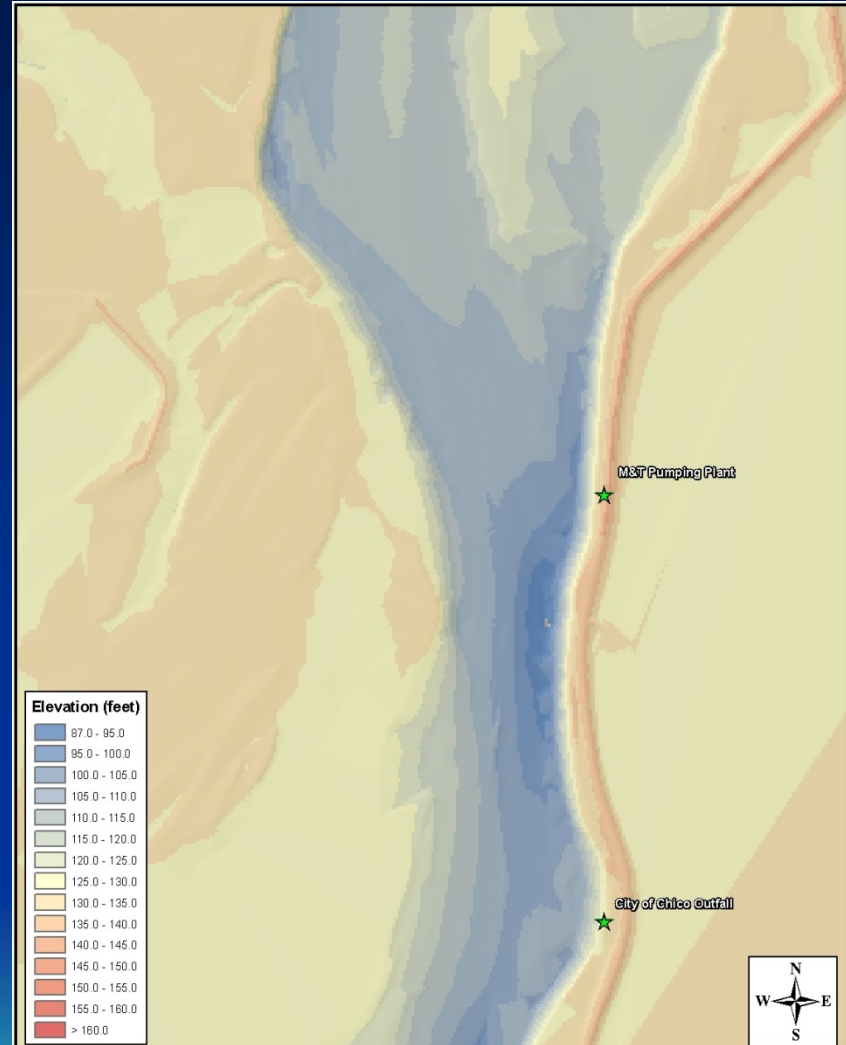 M&T Pumping Plant
City of Chico Outfall
Elevation (feet)
87.0 - 95.0
95.0 - 100.0
100.0 - 105.0
105.0 - 110.0
110.0 - 115.0
115.0 - 120.0
120.0 - 125.0
125.0 - 130.0
130.0 - 135.0
135.0 - 140.0
140.0 - 145.0
145.0 - 150.0
150.0 - 155.0
155.0 - 160.0
> 160.0
N
W E
S